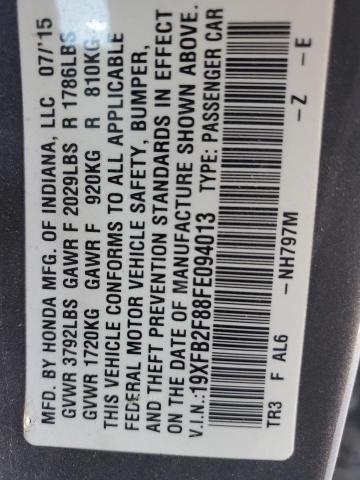 MFD. BY HONDA MFG. OF INDIANA, LLC 07/'15
GVWR 3792LBS GAWR F 2029LBS R 1786LBS
GVWR 1720KG GAWR F 920KG R 810KG
THIS VEHICLE CONFORMS TO ALL APPLICABLE
FEDERAL MOTOR VEHICLE SAFETY, BUMPER,
AND THEFT PREVENTION STANDARDS IN EFFECT
ON THE DATE OF MANUFACTURE SHOWN ABOVE.
V.I.N.:19XFB2F88FE094013 TYPE: PASSENGER CAR
TR3 F AL6 -NH797M -Z -E